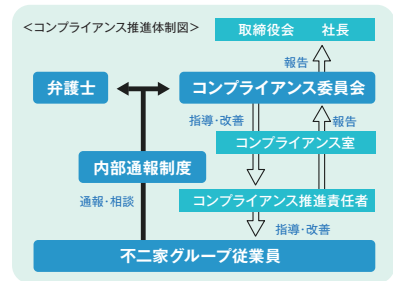 <コンプライアンス推進体制図>
取締役会 社長
報告
弁護士
コンプライアンス委員会
指導・改善
報告
コンプライアンス室
内部通報制度
通報・相談
コンプライアンス推進責任者
指導・改善
不二家グループ従業員